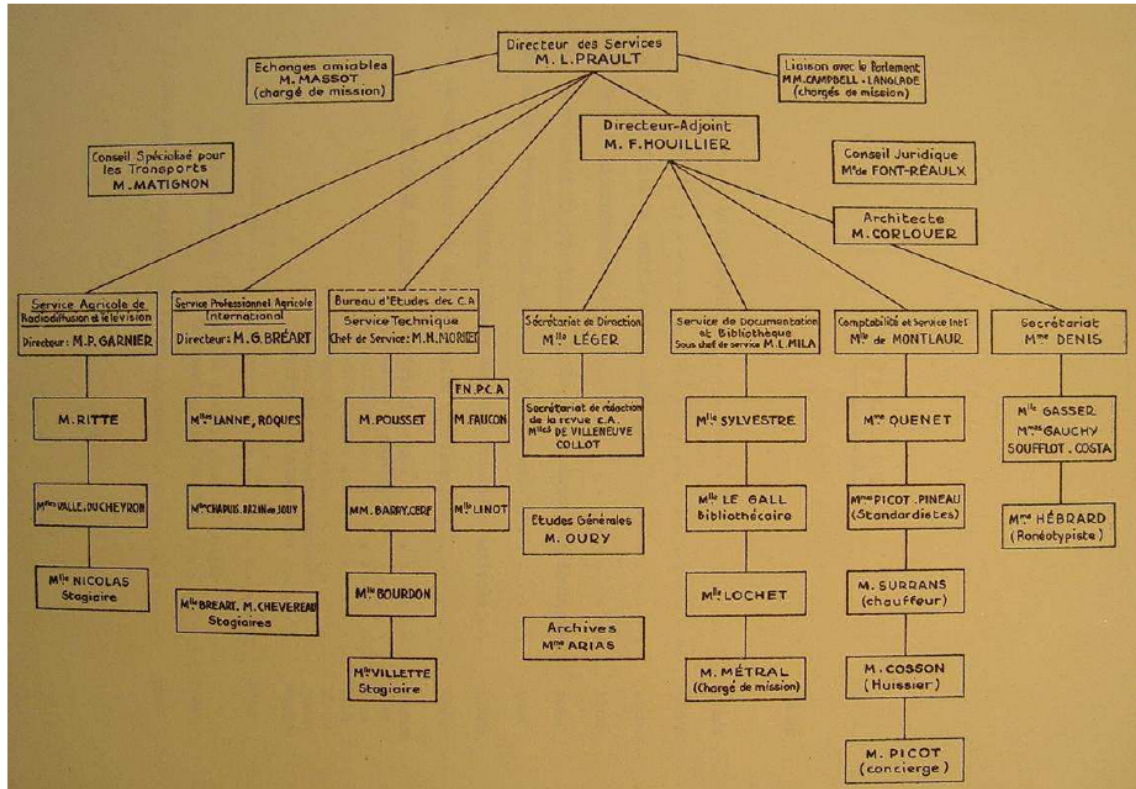 Directeur des Services
M. L. PRAULT
Echanges amiables
M. MASSOT
(chargé de mission)
Liaison avec le Parlement
MM. CAMPBELL - LANGLADE
(chargés de mission)
Directeur-Adjoint
M. F. HOUILLIER
Conseil Spécialisé pour
les Transports
M. MATIGNON
Conseil Juridique
Me de FONT-RÉAULX
Architecte
M. CORLOUER
Service Agricole de
Radiodiffusion et Télévision
Directeur: M. P. GARNIER
Service Professionnel Agricole
International
Directeur: M. G. BRÉART
Bureau d'Etudes des C.A
Service Technique
Chef de Service: M. H.
Sécrétariat de Direction
Mlle LÉGER
Service de Documentation
et Bibliothèque
Sous chef de service M. L. MILA
Comptabilité et Service Intr
Mlle de MONTLAUR
Secrétariat
Mme DENIS
M. RITTE
Mlles LANNE, ROQUES
M. POUSSET
F.N.P.C.A
M. FAUCON
Secrétariat de rédaction
de la revue C.A.
Mlles DE VILLENEUVE
COLLOT
Mlle SYLVESTRE
Mme QUENET
Mlle GASSER
Mmes GAUCHY
SOUFFLOT - COSTA
Mlles VALLE, DU CHEYRON
CHAPUIS, BAZIN de JOUY
MM. BARRY, CERF
Mlle LINOT
Etudes Générales
M. OURY
Mlle LE GALL
Bibliothécaire
Mmes PICOT - PINEAU
(Standardistes)
Mme HÉBRARD
(Ronéotypiste)
Mlle NICOLAS
Stagiaire
Mlle BREART, M. CHEVEREAU
Stagiaires
Mlle BOURDON
Archives
Mme ARIAS
Mlle LOCHET
M. SURRANS
(chauffeur)
Mlle VILLETTE
Stagiaire
M. MÉTRAL
(Chargé de mission)
M. COSSON
(Huissier)
M. PICOT
(concierge)